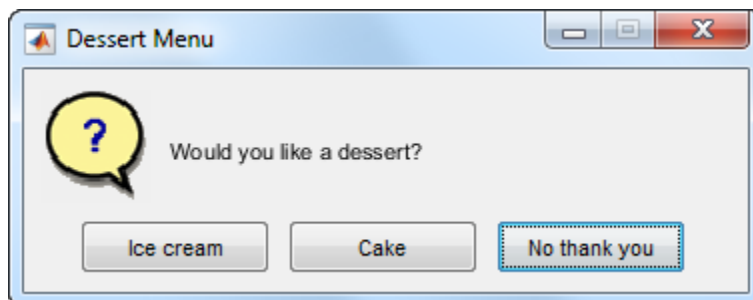 Dessert Menu
?
Would you like a dessert?
Ice cream Cake No thank you